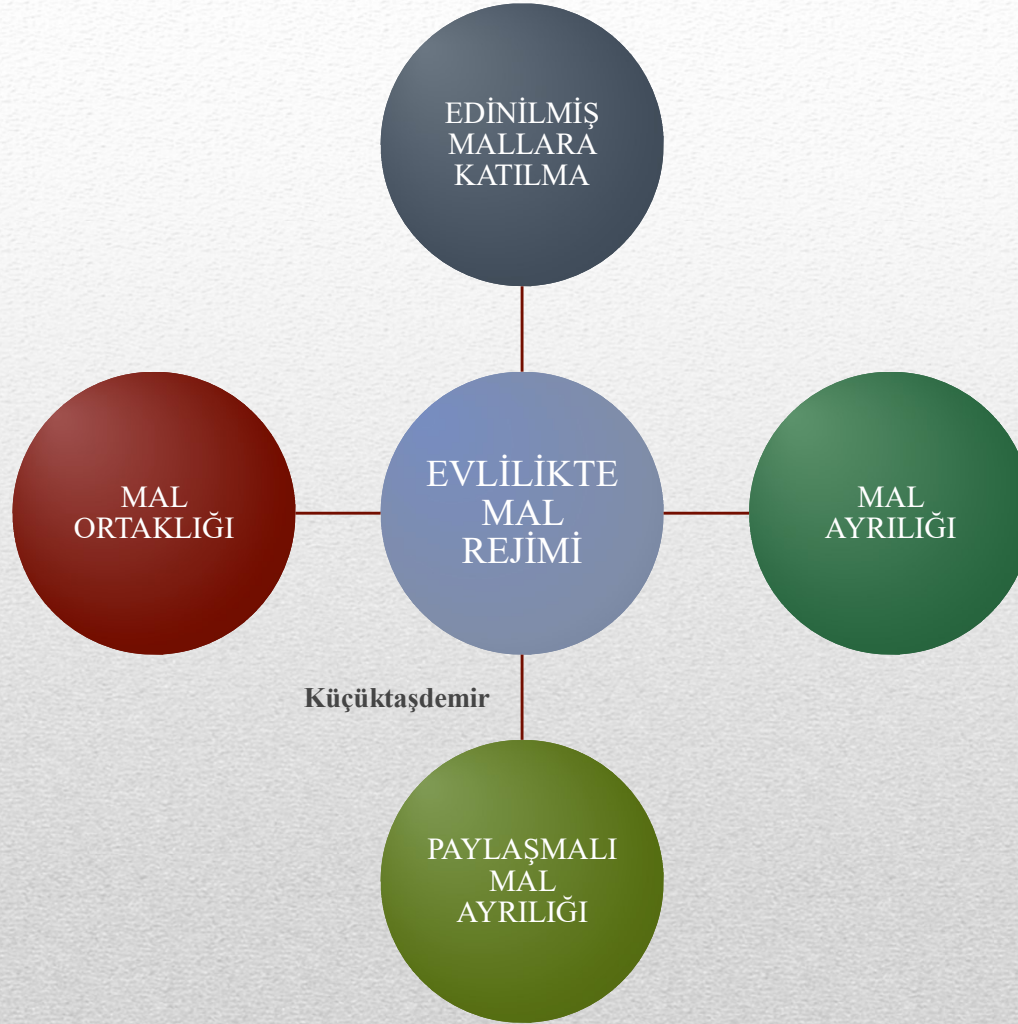 EDİNİLMİŞ
MALLARA
KATILMA
MAL
ORTAKLIĞI
EVLİLİKTE
MAL
REJİMİ
MAL
AYRILIĞI
Küçüktaşdemir
PAYLAŞMALI
MAL
AYRILIĞI